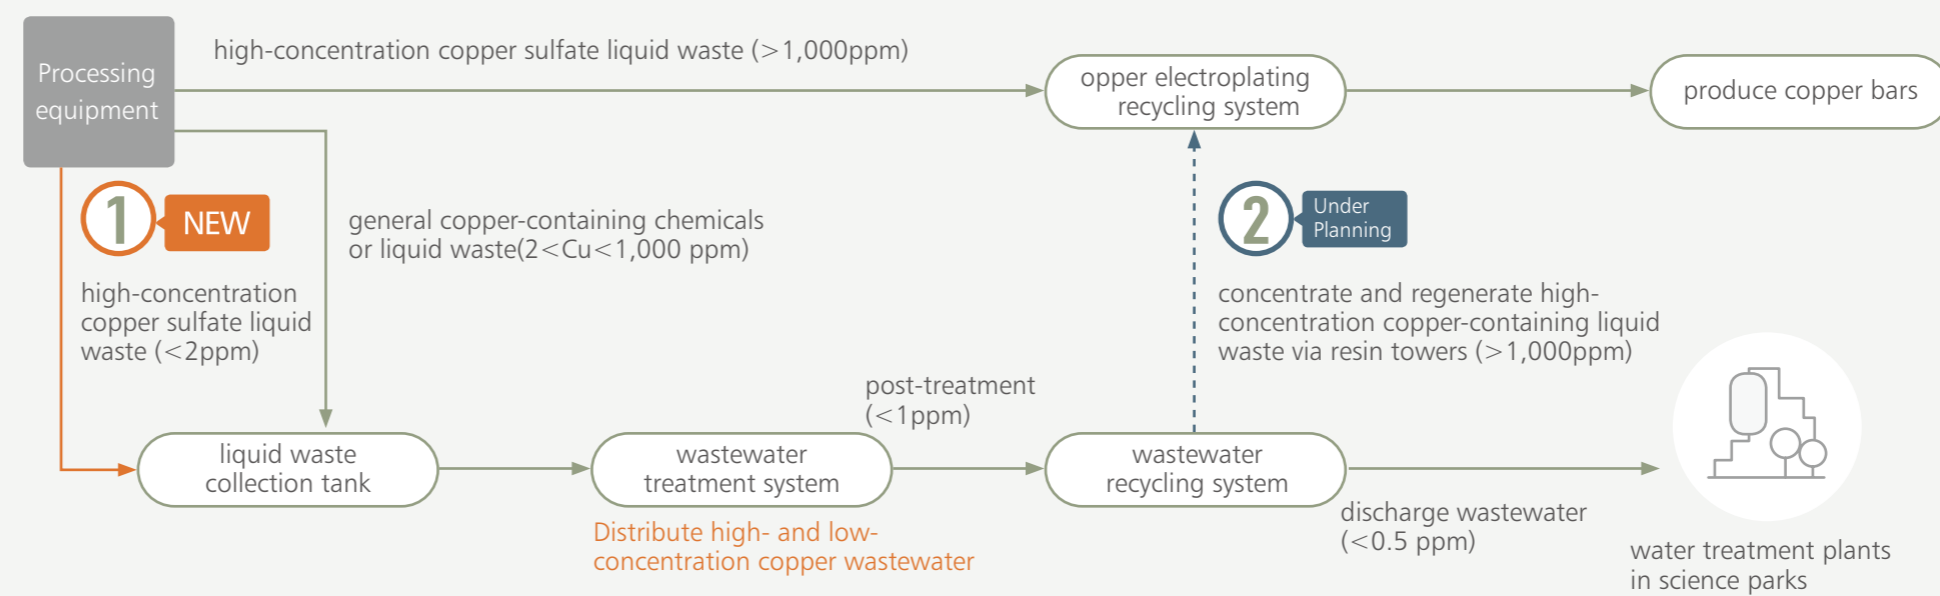 Processing
equipment
high-concentration copper sulfate liquid waste (>1,000ppm)
opper electroplating
recycling system
produce copper bars
1
NEW
high-concentration
copper sulfate liquid
waste (<2ppm)
general copper-containing chemicals
or liquid waste(2<Cu<1,000 ppm)
2
Under
Planning
concentrate and regenerate high-
concentration copper-containing liquid
waste via resin towers (>1,000ppm)
liquid waste
collection tank
wastewater
treatment system
Distribute high- and low-
concentration copper wastewater
post-treatment
(<1ppm)
wastewater
recycling system
discharge wastewater
(<0.5 ppm)
water treatment plants
in science parks